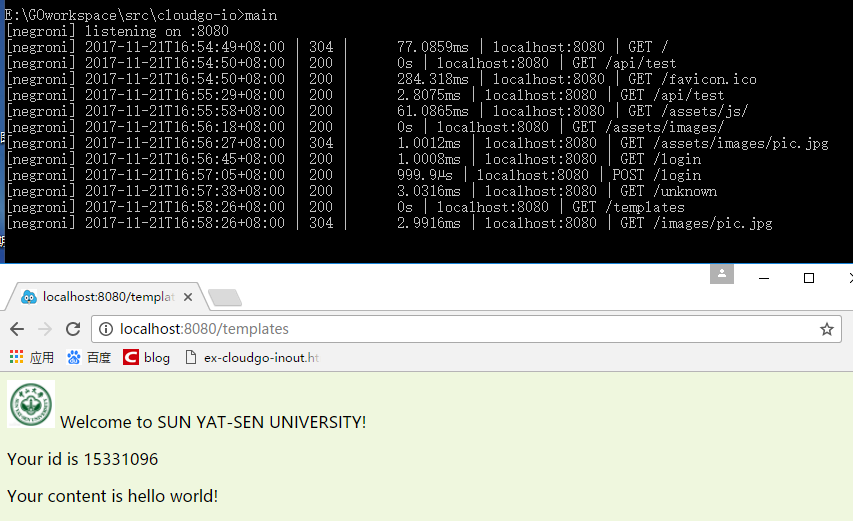 E:\GOworkspace\src\cloudgo-io>main
[negroni] listening on :8080
[negroni] 2017-11-21T16:54:49+08:00 | 304 | 77.0859ms | localhost:8080 | GET /
[negroni] 2017-11-21T16:54:50+08:00 | 200 | 0s | localhost:8080 | GET /api/test
[negroni] 2017-11-21T16:54:50+08:00 | 200 | 284.318ms | localhost:8080 | GET /favicon.ico
[negroni] 2017-11-21T16:55:29+08:00 | 200 | 2.8075ms | localhost:8080 | GET /api/test
[negroni] 2017-11-21T16:55:58+08:00 | 200 | 61.0865ms | localhost:8080 | GET /assets/js/
[negroni] 2017-11-21T16:56:18+08:00 | 200 | 0s | localhost:8080 | GET /assets/images/
[negroni] 2017-11-21T16:56:27+08:00 | 304 | 1.0012ms | localhost:8080 | GET /assets/images/pic.jpg
[negroni] 2017-11-21T16:56:45+08:00 | 200 | 1.0008ms | localhost:8080 | GET /login
[negroni] 2017-11-21T16:57:05+08:00 | 200 | 999.9µs | localhost:8080 | POST /login
[negroni] 2017-11-21T16:57:38+08:00 | 200 | 3.0316ms | localhost:8080 | GET /unknown
[negroni] 2017-11-21T16:58:26+08:00 | 200 | 0s | localhost:8080 | GET /templates
[negroni] 2017-11-21T16:58:26+08:00 | 304 | 2.9916ms | localhost:8080 | GET /images/pic.jpg
localhost:8080/templat
localhost:8080/templates
应用 百度 blog ex-cloudgo-inout.ht
Welcome to SUN YAT-SEN UNIVERSITY!
Your id is 15331096
Your content is hello world!